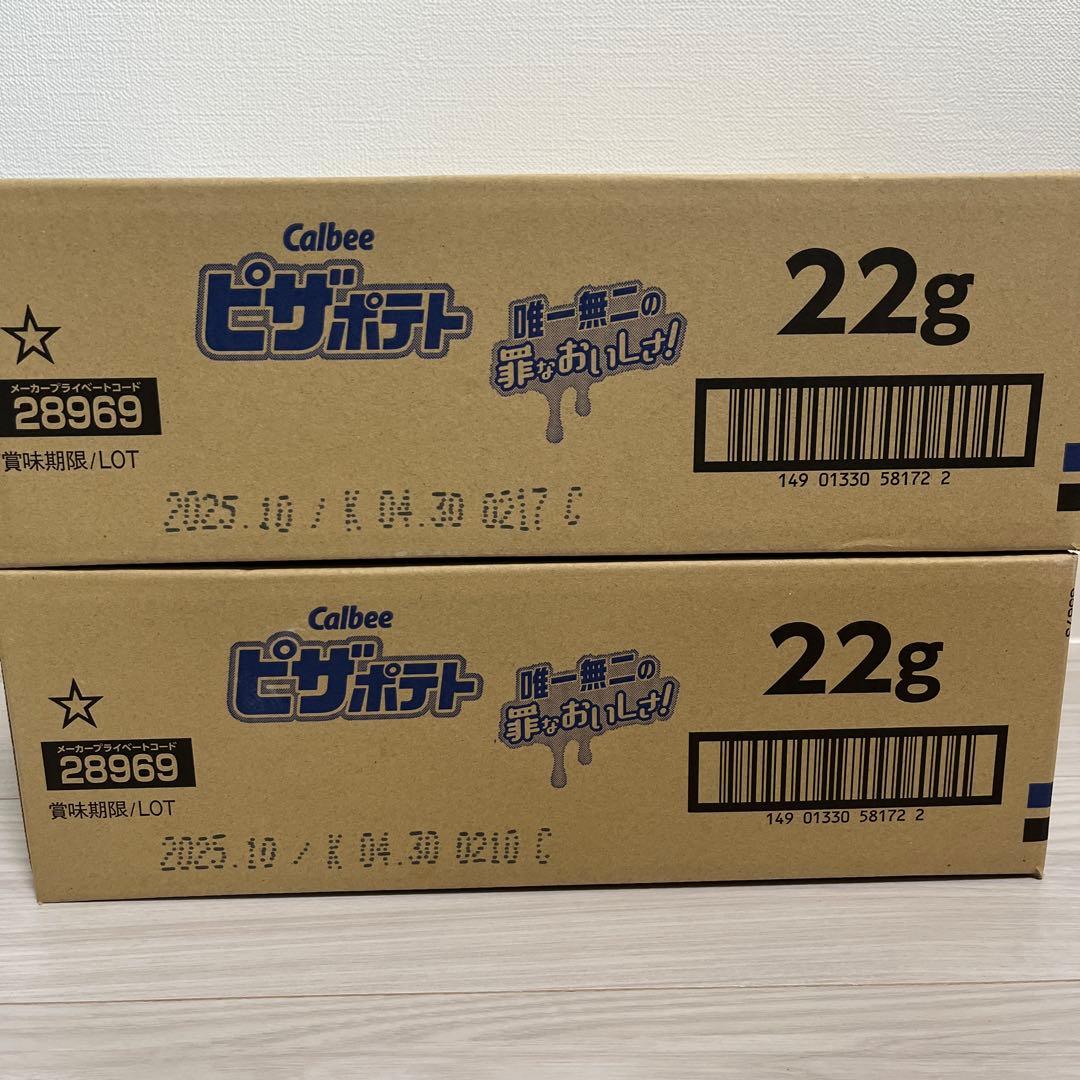 Calbee
ピザポテト
唯一無二の
罪なおいしさ!
22g
☆
メーカープライベートコード
28969
賞味期限/LOT
149 01330 58172 2
2025.10 / K 04.30 0217 C
Calbee
ピザポテト
唯一無二の
罪なおいしさ!
22g
☆
メーカープライベートコード
28969
賞味期限/LOT
149 01330 58172 2
2025.10 / K 04.30 0210 C